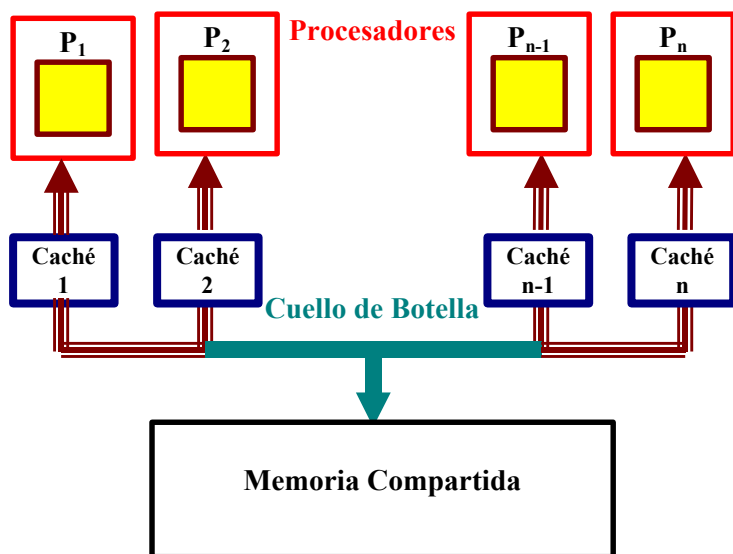 P1 P2 Procesadores Pn-1 Pn
Caché Caché Caché Caché
1 2 n-1 n
Cuello de Botella
Memoria Compartida